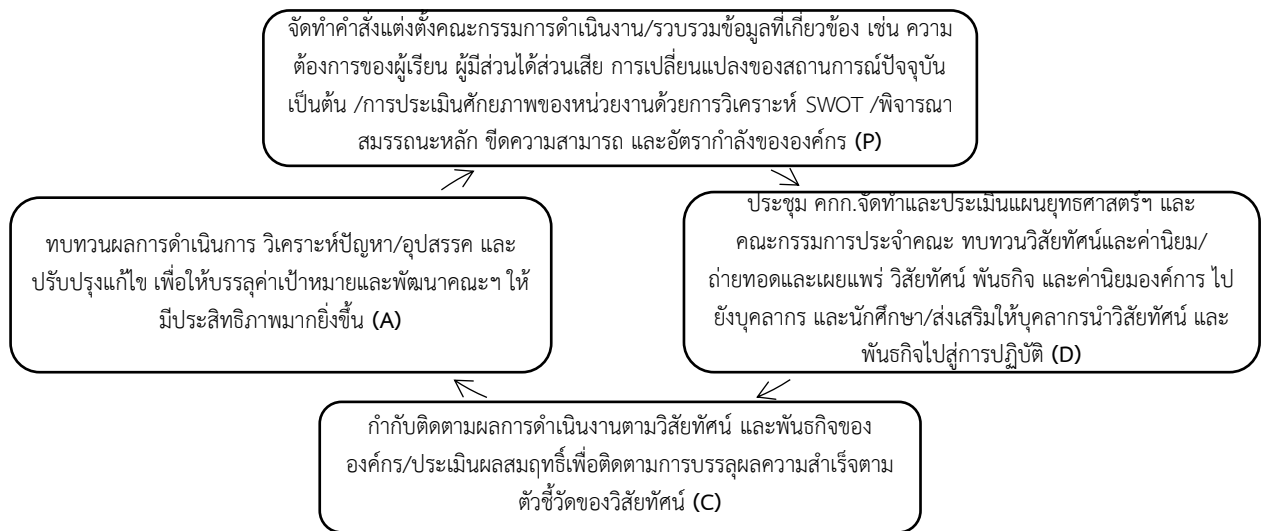 จัดทำคำสั่งแต่งตั้งคณะกรรมการดำเนินงาน/รวบรวมข้อมูลที่เกี่ยวข้อง เช่น ความ
ต้องการของผู้เรียน ผู้มีส่วนได้ส่วนเสีย การเปลี่ยนแปลงของสถานการณ์ปัจจุบัน
เป็นต้น /การประเมินศักยภาพของหน่วยงานด้วยการวิเคราะห์ SWOT /พิจารณา
สมรรถนะหลัก ขีดความสามารถ และอัตรากำลังขององค์กร (P)
ประชุม คกก.จัดทำและประเมินแผนยุทธศาสตร์ฯ และ
คณะกรรมการประจำคณะ ทบทวนวิสัยทัศน์และค่านิยม/
ถ่ายทอดและเผยแพร่ วิสัยทัศน์ พันธกิจ และค่านิยมองค์การ ไป
ยังบุคลากร และนักศึกษา/ส่งเสริมให้บุคลากรนำวิสัยทัศน์ และ
พันธกิจไปสู่การปฏิบัติ (D)
กำกับติดตามผลการดำเนินงานตามวิสัยทัศน์ และพันธกิจของ
องค์กร/ประเมินผลสมฤทธิ์เพื่อติดตามการบรรลุผลความสำเร็จตาม
ตัวชี้วัดของวิสัยทัศน์ (C)
ทบทวนผลการดำเนินการ วิเคราะห์ปัญหา/อุปสรรค และ
ปรับปรุงแก้ไข เพื่อให้บรรลุค่าเป้าหมายและพัฒนาคณะฯ ให้
มีประสิทธิภาพมากยิ่งขึ้น (A)